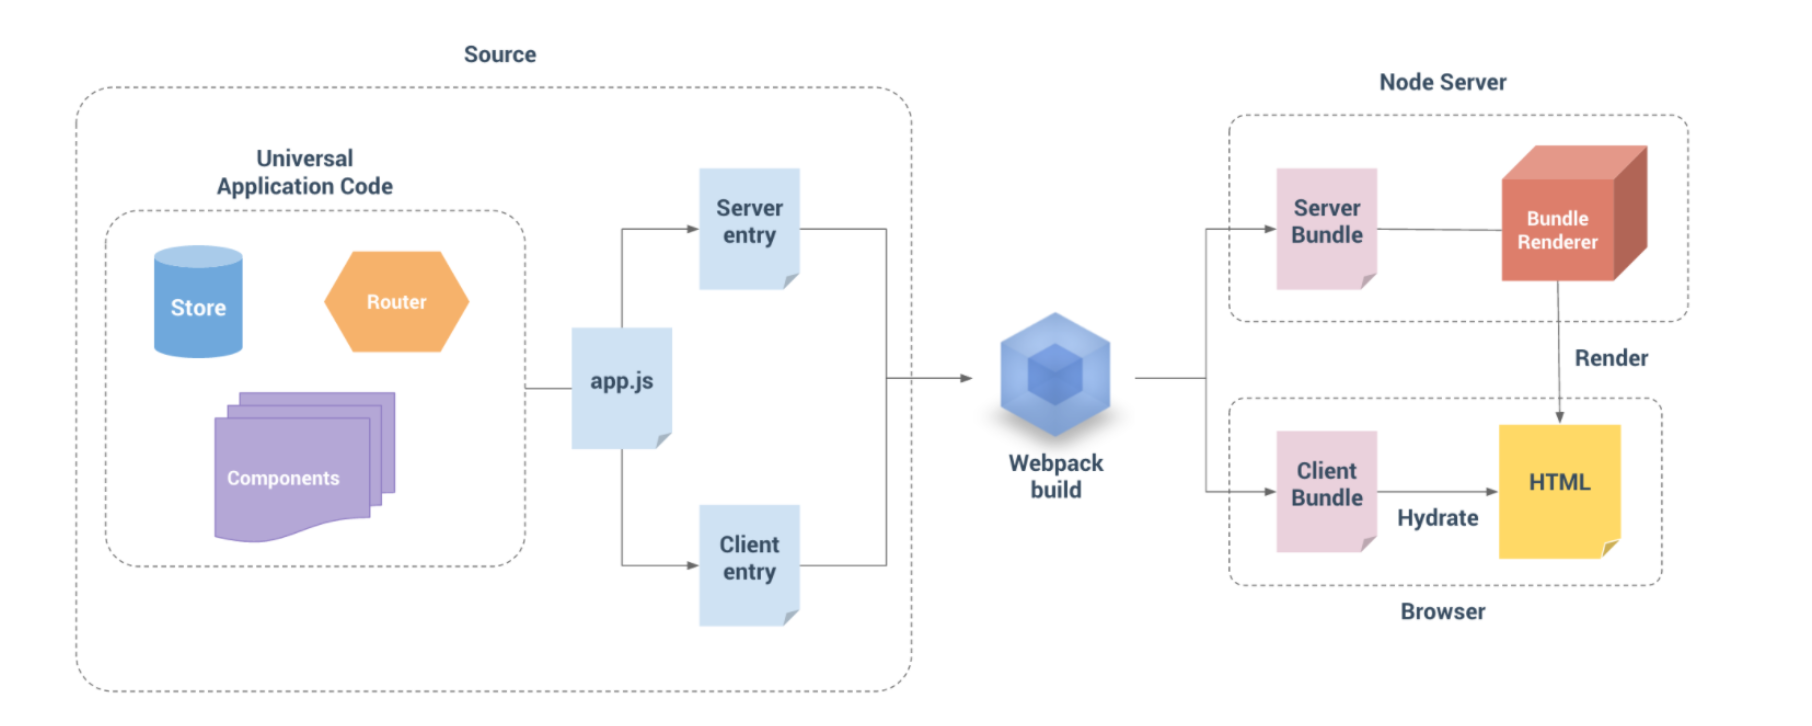 Source
Universal
Application Code
Store
Router
Components
app.js
Server
entry
Client
entry
Webpack
build
Node Server
Server
Bundle
Bundle
Renderer
Render
Client
Bundle
Hydrate
HTML
Browser